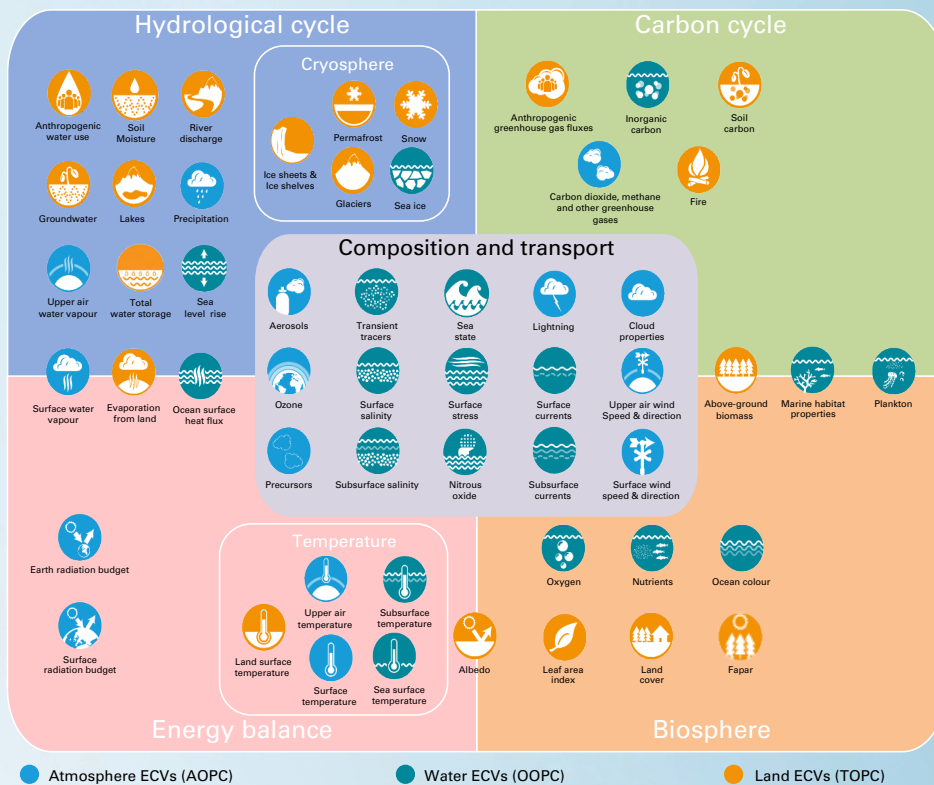 Hydrological cycle
Carbon cycle
Cryosphere
Anthropogenic
water use
Soil
Moisture
River
discharge
Permafrost
Snow
Ice sheets &
Ice shelves
Glaciers
Sea ice
Groundwater
Lakes
Precipitation
Upper air
water vapour
Total
water storage
Sea
level rise
Anthropogenic
greenhouse gas fluxes
Inorganic
carbon
Soil
carbon
Carbon dioxide, methane
and other greenhouse
gases
Fire
Composition and transport
Aerosols
Transient
tracers
Sea
state
Lightning
Cloud
properties
Ozone
Surface
salinity
Surface
stress
Surface
currents
Upper air wind
Speed & direction
Precursors
Subsurface salinity
Nitrous
oxide
Subsurface
currents
Surface wind
speed & direction
Surface water
vapour
Evaporation
from land
Ocean surface
heat flux
Above-ground
biomass
Marine habitat
properties
Plankton
Earth radiation budget
Surface
radiation budget
Temperature
Upper air
temperature
Subsurface
temperature
Land surface
temperature
Surface
temperature
Sea surface
temperature
Albedo
Oxygen
Nutrients
Ocean colour
Leaf area
index
Land
cover
Fapar
Energy balance
Biosphere
Atmosphere ECVs (AOPC)
Water ECVs (OOPC)
Land ECVs (TOPC)